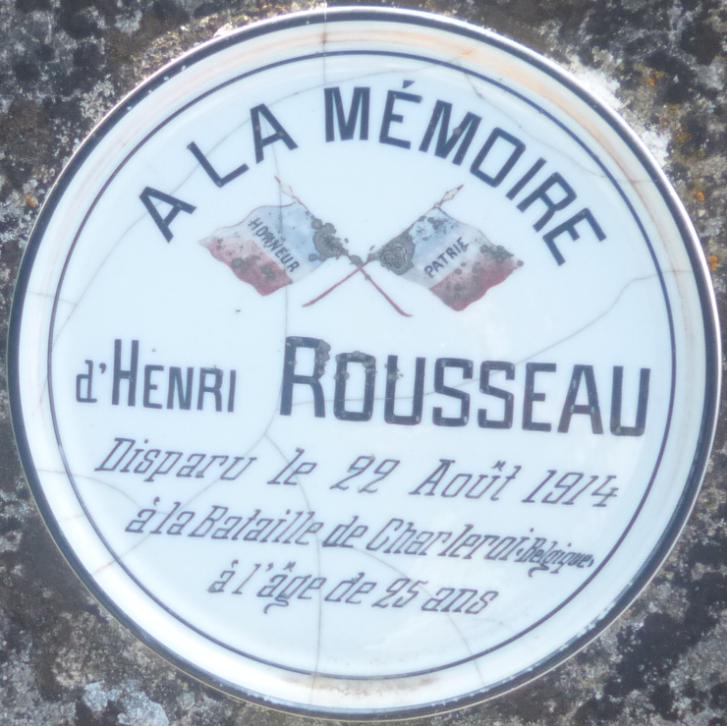 A LA MÉMOIRE
HONNEUR
PATRIE
d'HENRI ROUSSEAU
Disparu le 22 Août 1914
à la Bataille de Charleroi-Belgique,
à l'âge de 25 ans